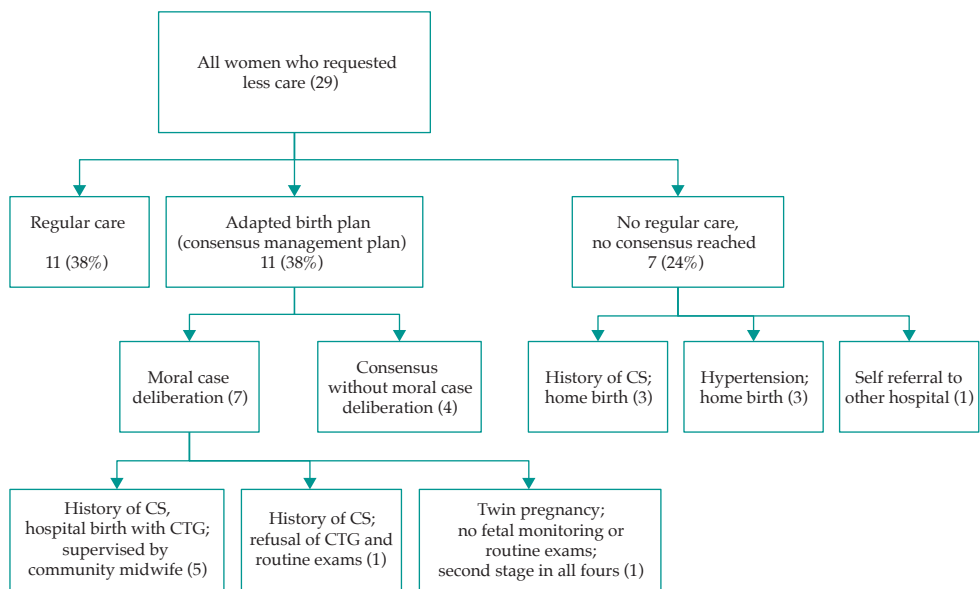 All women who requested
less care (29)
Regular care
11 (38%)
Adapted birth plan
(consensus management plan)
11 (38%)
No regular care,
no consensus reached
7 (24%)
Moral case
deliberation (7)
Consensus
without moral case
deliberation (4)
History of CS;
home birth (3)
Hypertension;
home birth (3)
Self referral to
other hospital (1)
History of CS,
hospital birth with CTG;
supervised by
community midwife (5)
History of CS;
refusal of CTG and
routine exams (1)
Twin pregnancy;
no fetal monitoring or
routine exams;
second stage in all fours (1)